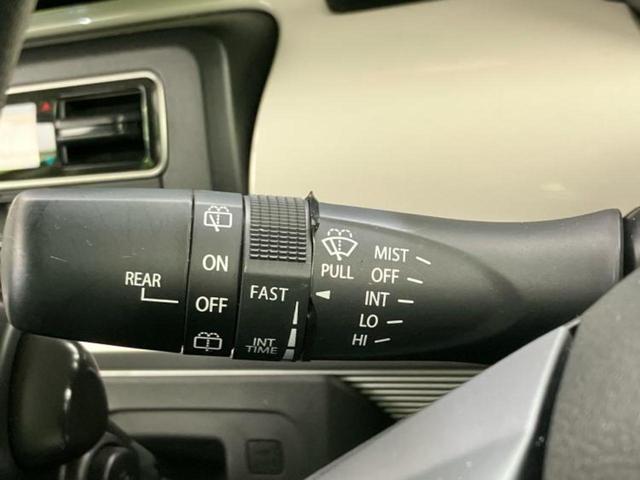 REAR
ON
OFF
FAST
INT
TIME
PULL
MIST
OFF
INT
LO
HI